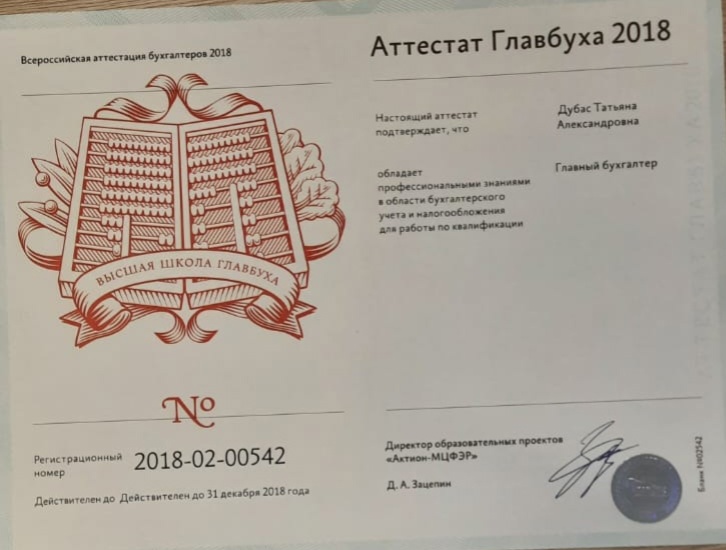 Всероссийская аттестация бухгалтеров 2018
ВЫСШАЯ ШКОЛА ГЛАВБУХА
№
Регистрационный
номер
2018-02-00542
Действителен до Действителен до 31 декабря 2018 года
Аттестат Главбуха 2018
Настоящий аттестат
подтверждает, что
Дубас Татьяна
Александровна
обладает
профессиональными знаниями
в области бухгалтерского
учета и налогообложения
для работы по квалификации
Главный бухгалтер
Директор образовательных проектов
«Актион-МЦФЭР»
Д. А. Зацепин